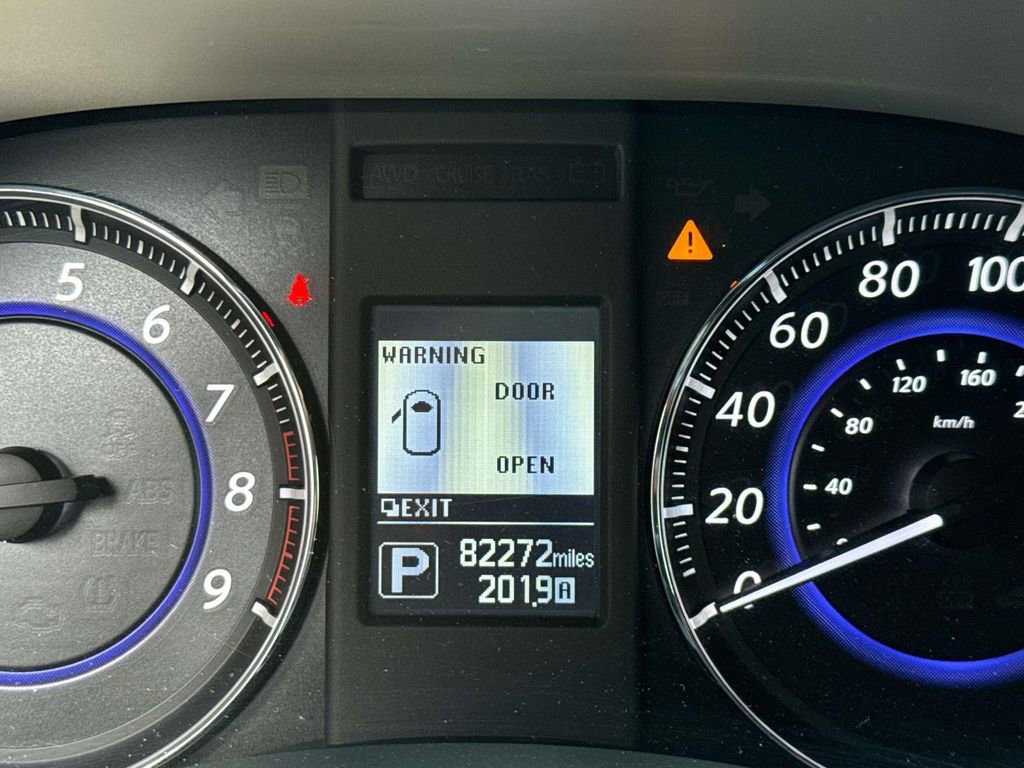 AWD CRUISE
5
6
7
8
9
ABS
BRAKE
WARNING
DOOR
OPEN
EXIT
P
82272miles
201.9 A
0
20
40
60
80
100
40
80
120
160
km/h